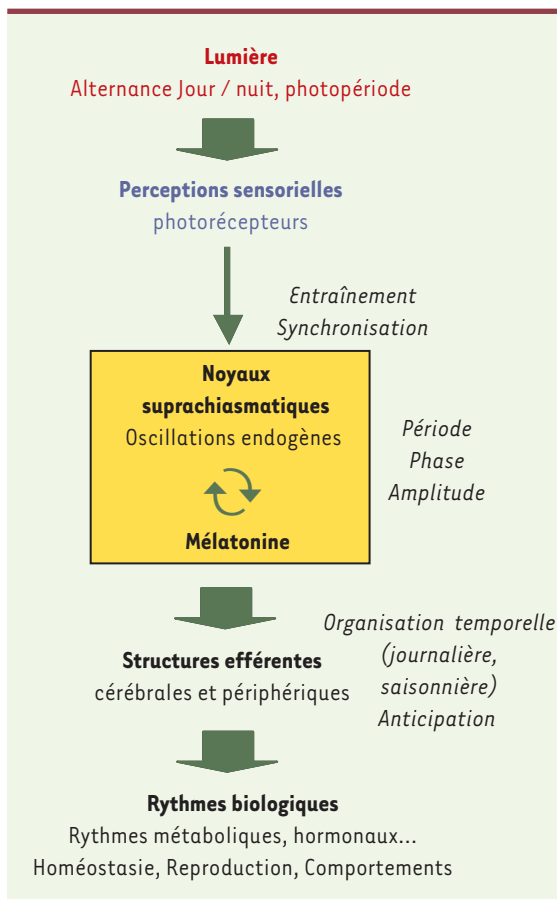 Lumière
Alternance Jour / nuit, photopériode
Perceptions sensorielles
photorécepteurs
Entraînement
Synchronisation
Noyaux
suprachiasmatiques
Oscillations endogènes
Mélatonine
Période
Phase
Amplitude
Organisation temporelle
(journalière,
saisonnière)
Anticipation
Structures efférentes
cérébrales et périphériques
Rythmes biologiques
Rythmes métaboliques, hormonaux...
Homéostasie, Reproduction, Comportements